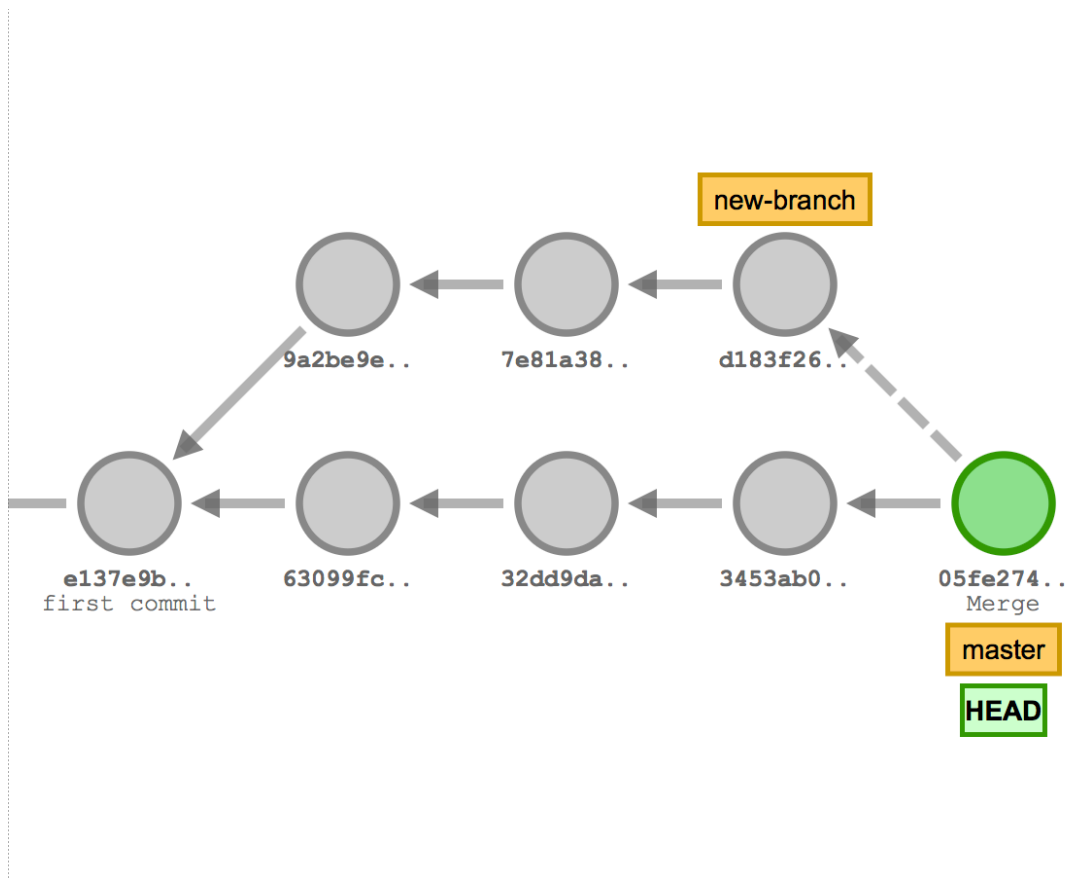 new-branch
9a2be9e..
7e81a38..
d183f26..
e137e9b..
first commit
63099fc..
32dd9da..
3453ab0..
05fe274..
Merge
master
HEAD